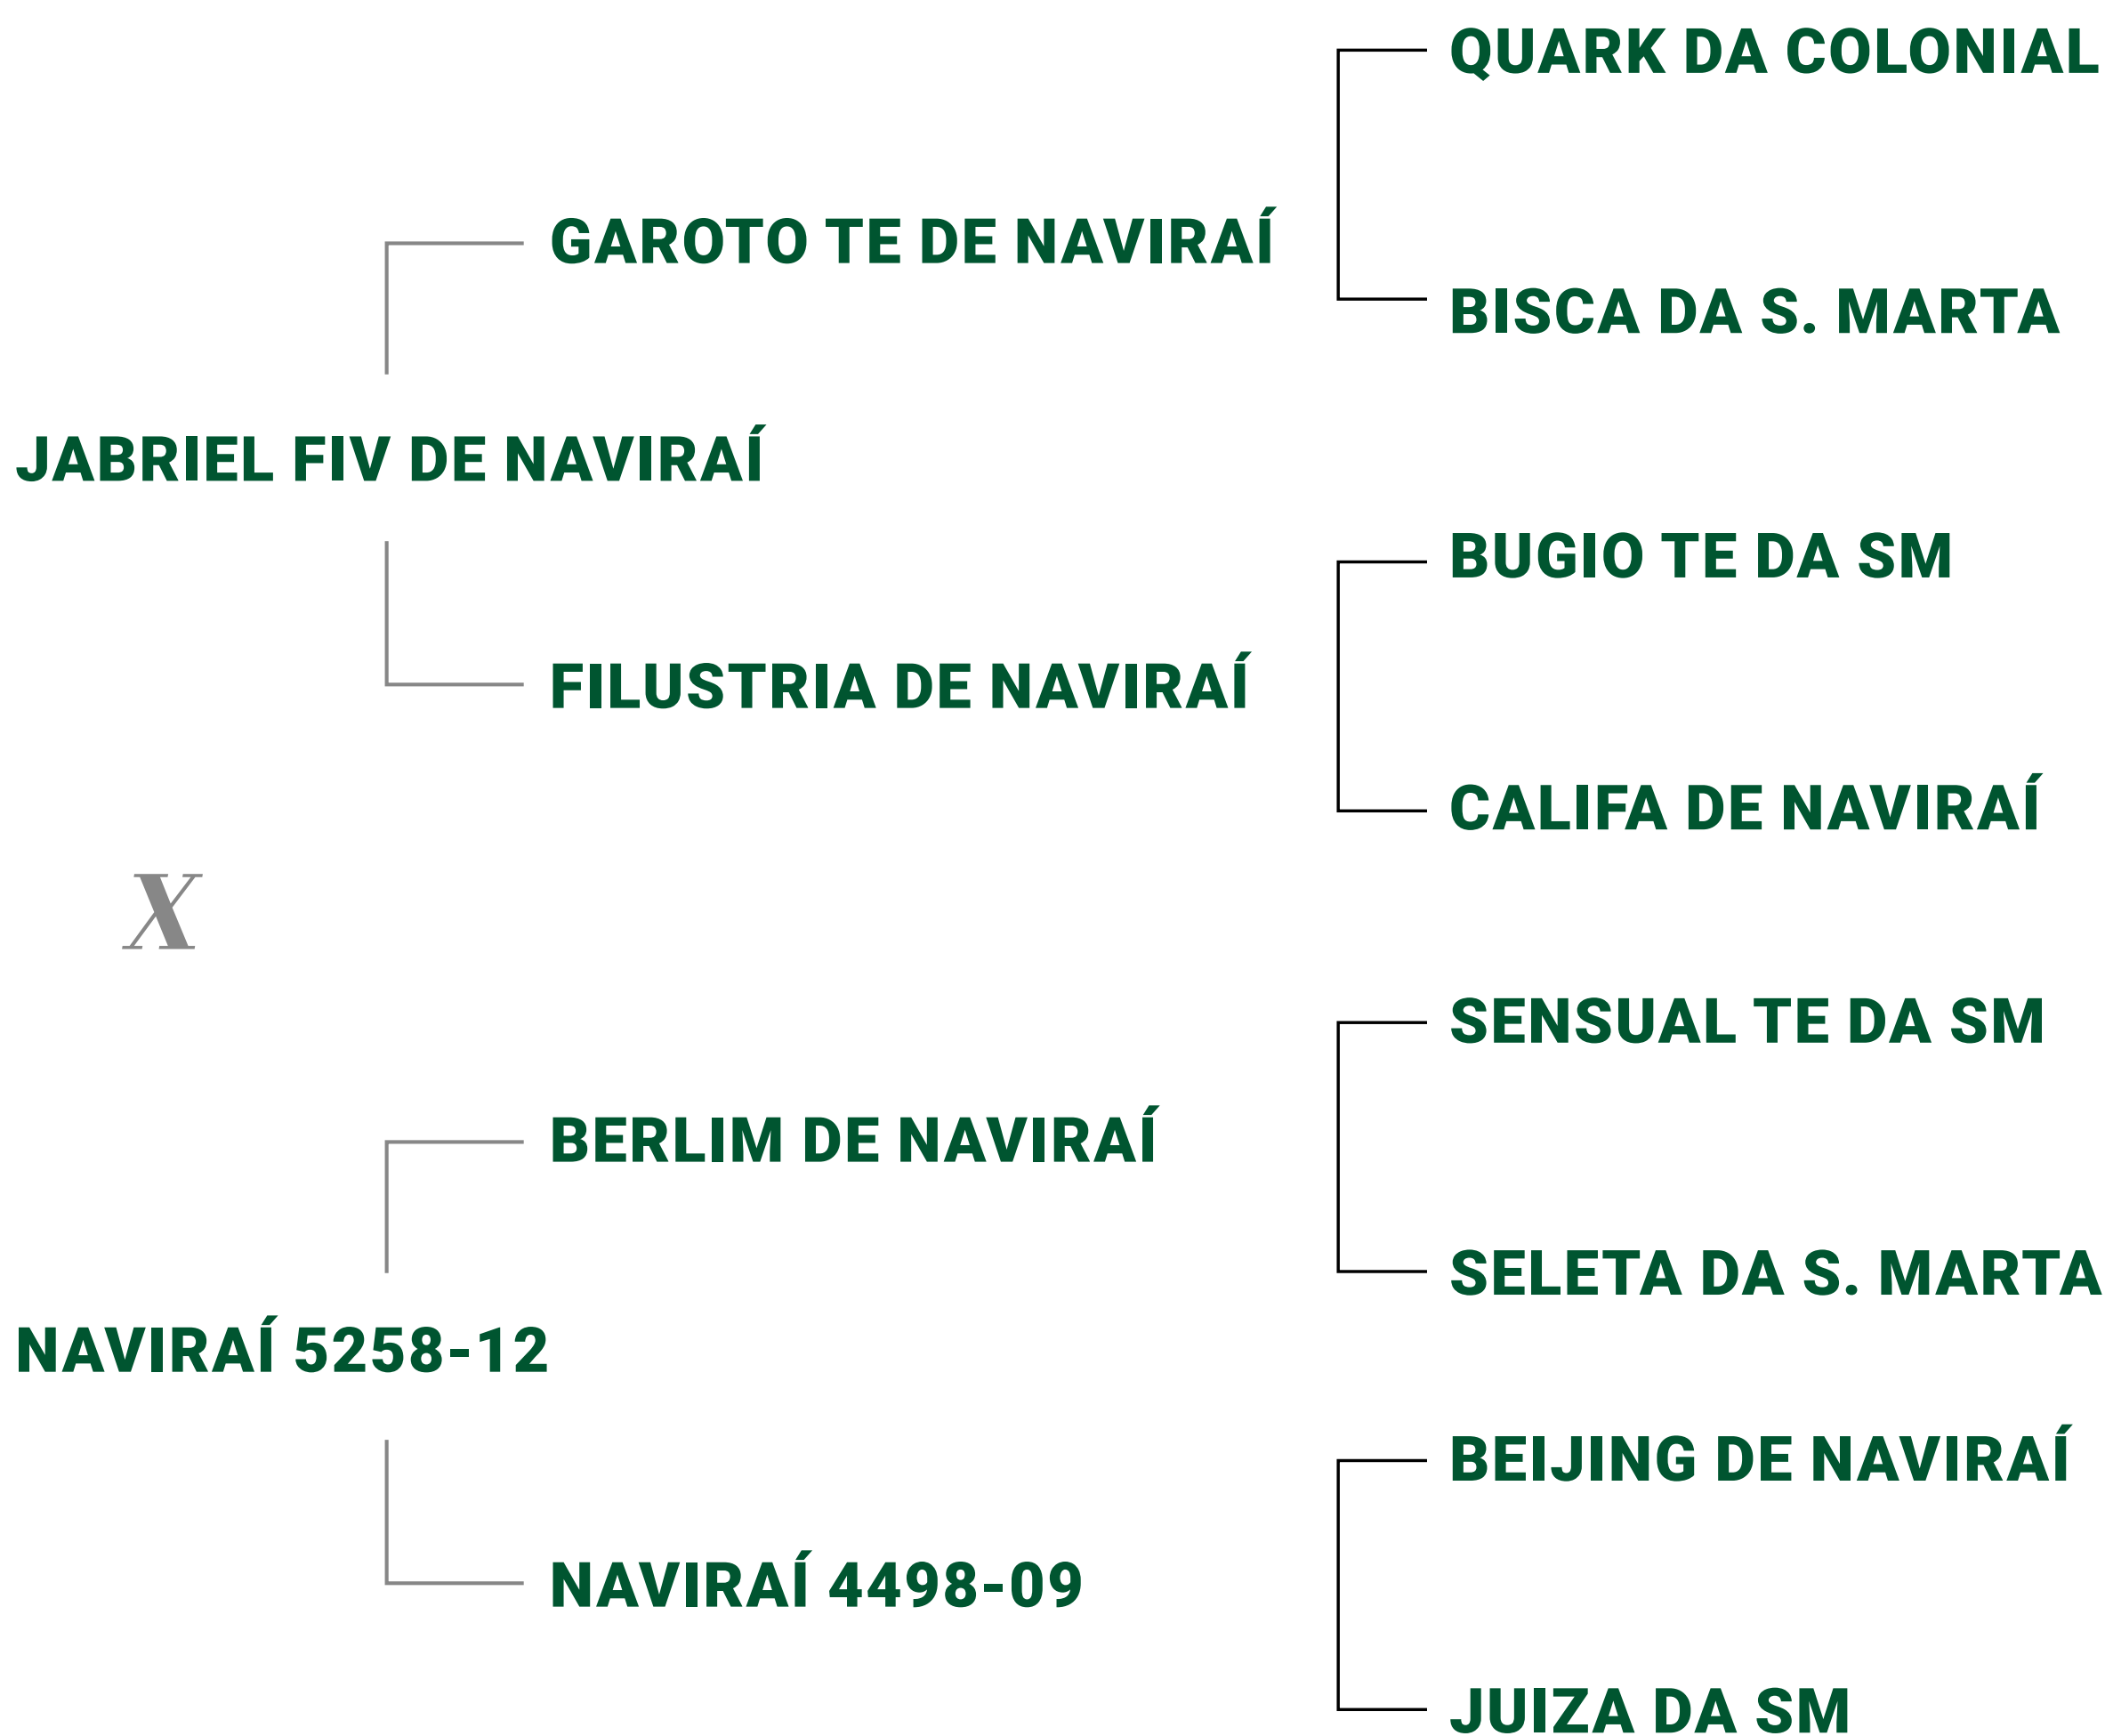 QUARK DA COLONIAL
GAROTO TE DE NAVIRAÍ
BISCA DA S. MARTA
JABRIEL FIV DE NAVIRAÍ
BUGIO TE DA SM
FILUSTRIA DE NAVIRAÍ
CALIFA DE NAVIRAÍ
X
SENSUAL TE DA SM
BERLIM DE NAVIRAÍ
SELETA DA S. MARTA
NAVIRAÍ 5258-12
BEIJING DE NAVIRAÍ
NAVIRAÍ 4498-09
JUIZA DA SM